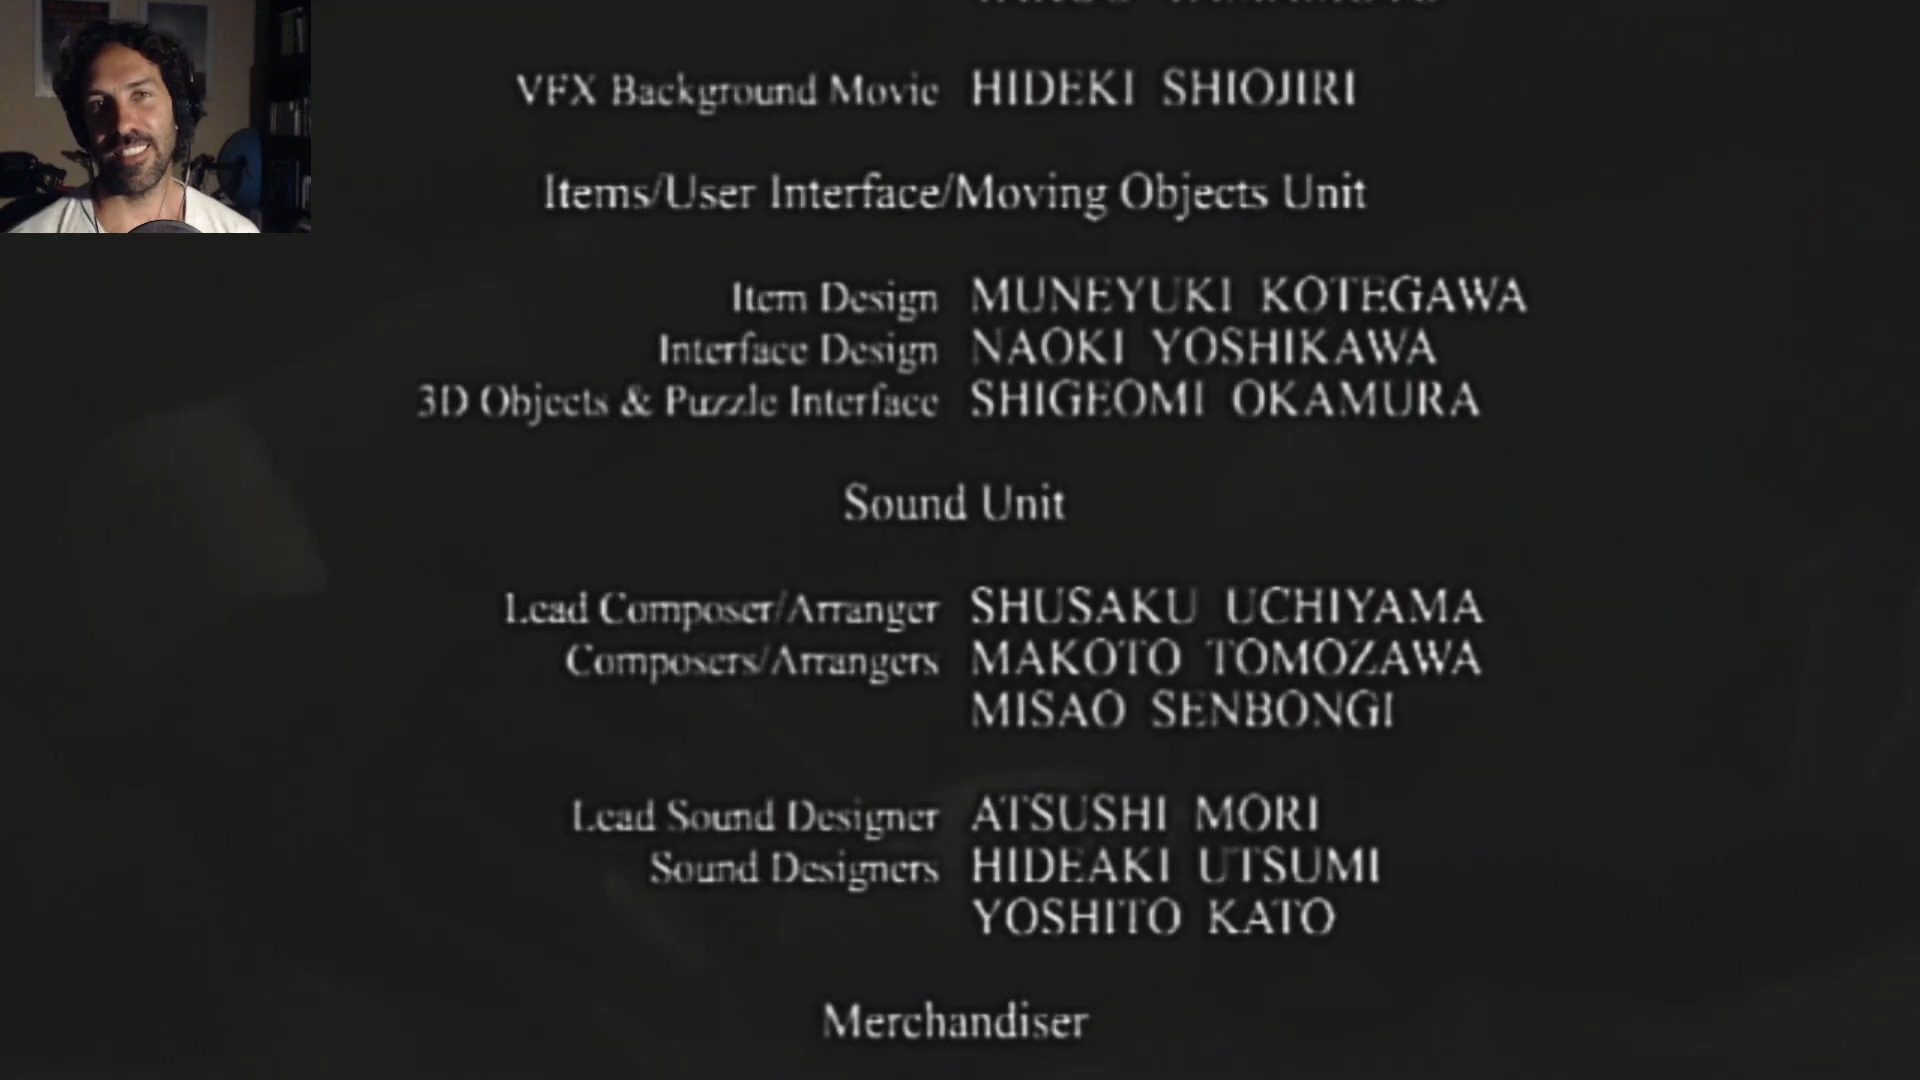 VFX Background Movie HIDEKI SHIOJIRI
Items/User Interface/Moving Objects Unit
Item Design MUNEYUKI KOTEGAWA
Interface Design NAOKI YOSHIKAWA
3D Objects & Puzzle Interface SHIGEOMI OKAMURA
Sound Unit
Lead Composer/Arranger SHUSAKU UCHIYAMA
Composers/Arrangers MAKOTO TOMOZAWA
MISAO SENBONGI
Lead Sound Designer ATSUSHI MORI
Sound Designers HIDEAKI UTSUMI
YOSHITO KATO
Merchandiser